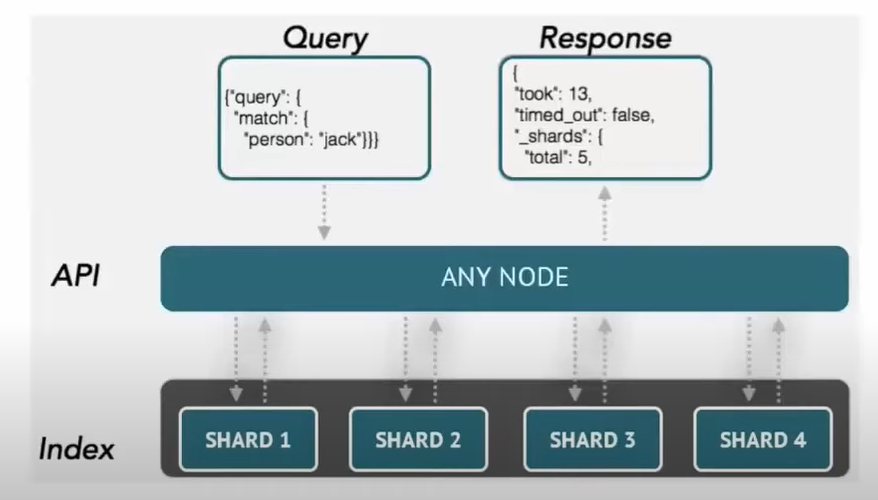 Query
Response
{"query": {
"match": {
"person": "jack"}}}
{
"took": 13,
"timed_out": false,
"_shards": {
"total": 5,
API
ANY NODE
Index
SHARD 1
SHARD 2
SHARD 3
SHARD 4